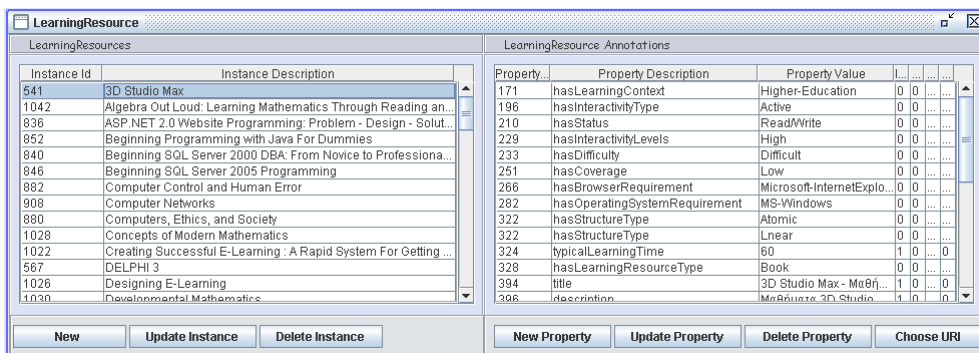 LearningResource
LearningResources
Instance Id Instance Description
541 3D Studio Max
1042 Algebra Out Loud: Learning Mathematics Through Reading an...
836 ASP.NET 2.0 Website Programming: Problem - Design - Solut...
852 Beginning Programming with Java For Dummies
840 Beginning SQL Server 2000 DBA: From Novice to Professiona...
846 Beginning SQL Server 2005 Programming
882 Computer Control and Human Error
908 Computer Networks
880 Computers, Ethics, and Society
1028 Concepts of Modern Mathematics
1022 Creating Successful E-Learning : A Rapid System For Getting ...
567 DELPHI 3
1026 Designing E-Learning
1030 Developmental Mathematics
New Update Instance Delete Instance
LearningResource Annotations
Property... Property Description Property Value I... ... ... ...
171 hasLearningContext Higher-Education 0 0 ... ...
196 hasInteractivityType Active 0 0 ... ...
210 hasStatus Read/Write 0 0 ... ...
229 hasInteractivityLevels High 0 0 ... ...
233 hasDifficulty Difficult 0 0 ... ...
251 hasCoverage Low 0 0 ... ...
266 hasBrowserRequirement Microsoft-InternetExplo... 0 0 ... ...
282 hasOperatingSystemRequirement MS-Windows 0 0 ... ...
322 hasStructureType Atomic 0 0 ... ...
322 hasStructureType Lnear 0 0 ... ...
324 typicalLearningTime 60 1 0 ... 0
328 hasLearningResourceType Book 0 0 ... ...
394 title 3D Studio Max - Μαθή... 1 0 ... 0
396 description Μαθήματα 3D Studio 1 0 ... 0
New Property Update Property Delete Property Choose URI